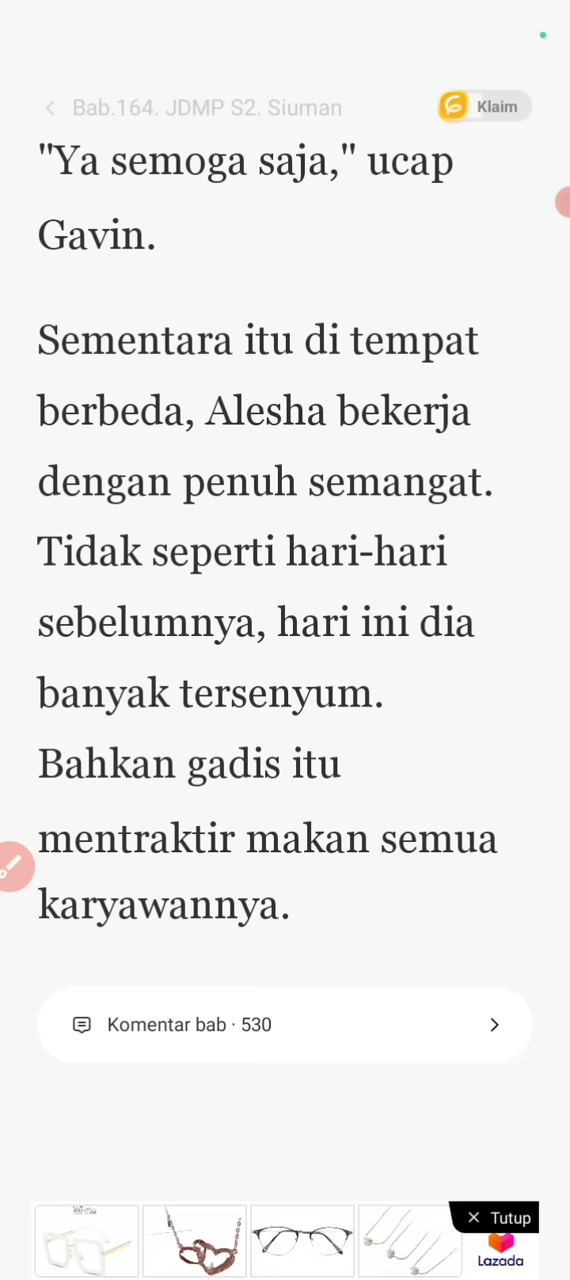 Bab.164. JDMP S2. Siuman
Klaim
"Ya semoga saja," ucap
Gavin.
Sementara itu di tempat
berbeda, Alesha bekerja
dengan penuh semangat.
Tidak seperti hari-hari
sebelumnya, hari ini dia
banyak tersenyum.
Bahkan gadis itu
mentraktir makan semua
karyawannya.
Komentar bab · 530
Tutup
Lazada